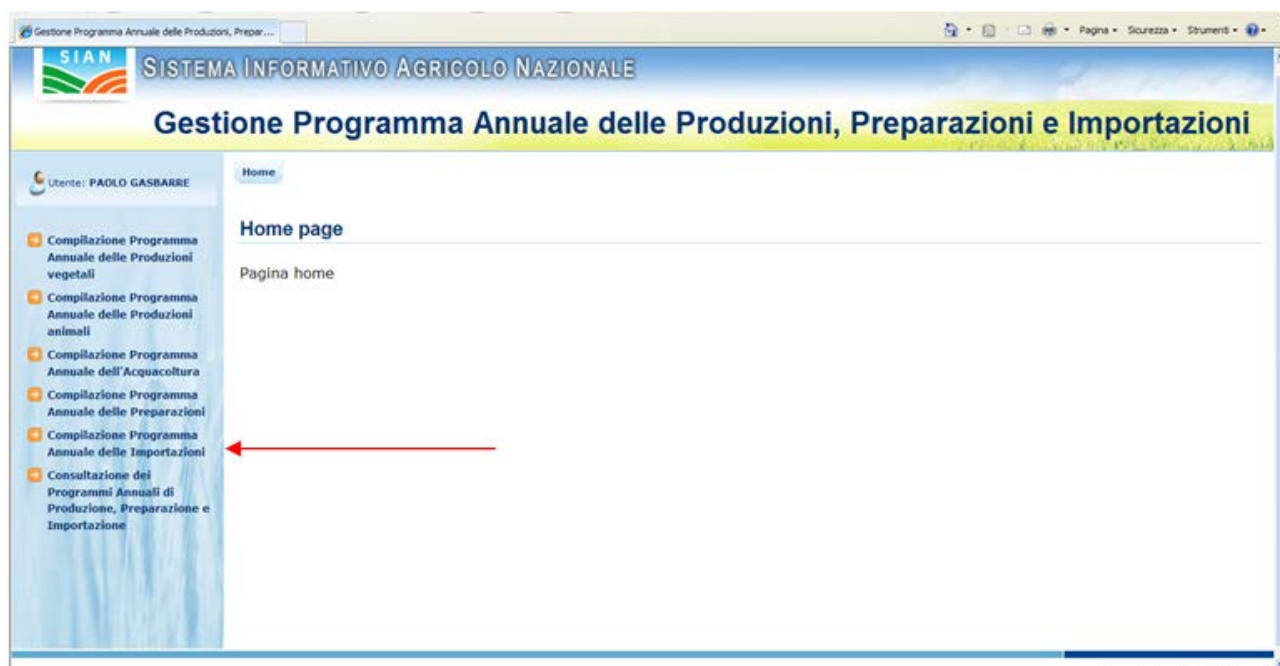 Gestione Programma Annuale delle Produzioni, Prepar...
Pagina
Sicurezza
Strumenti
SIAN
SISTEMA INFORMATIVO AGRICOLO NAZIONALE
Gestione Programma Annuale delle Produzioni, Preparazioni e Importazioni
Utente: PAOLO GASBARRE
Home
Home page
Pagina home
Compilazione Programma
Annuale delle Produzioni
vegetali
Compilazione Programma
Annuale delle Produzioni
animali
Compilazione Programma
Annuale dell'Acquacoltura
Compilazione Programma
Annuale delle Preparazioni
Compilazione Programma
Annuale delle Importazioni
Consultazione dei
Programmi Annuali di
Produzione, Preparazione e
Importazione